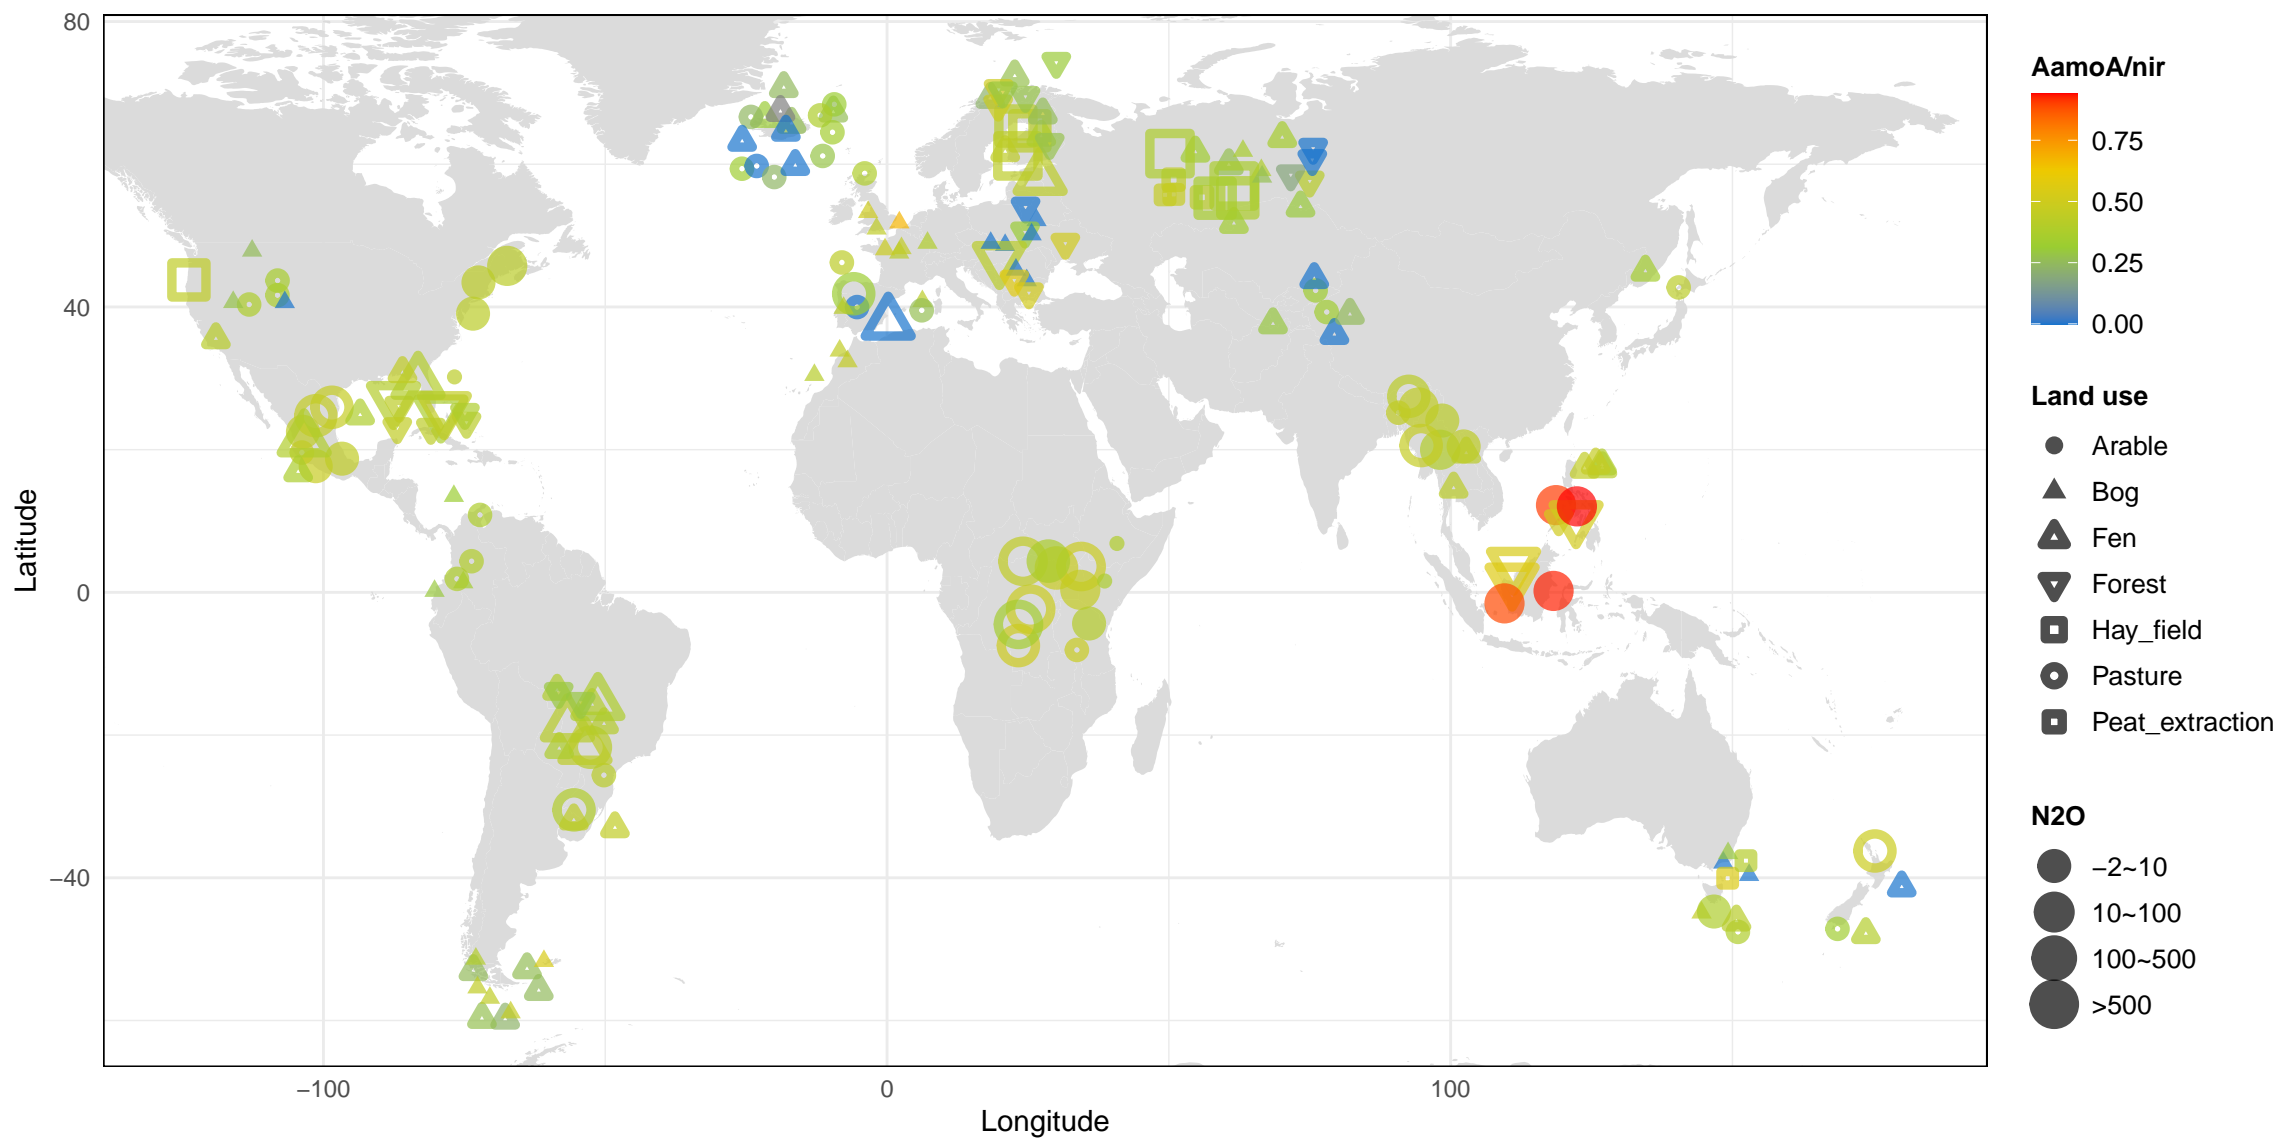 80
40
0
−40
Latitude
−100
0
100
Longitude
AamoA/nir
0.75
0.50
0.25
0.00
Land use
Arable
Bog
Fen
Forest
Hay_field
Pasture
Peat_extraction
N2O
−2~10
10~100
100~500
>500